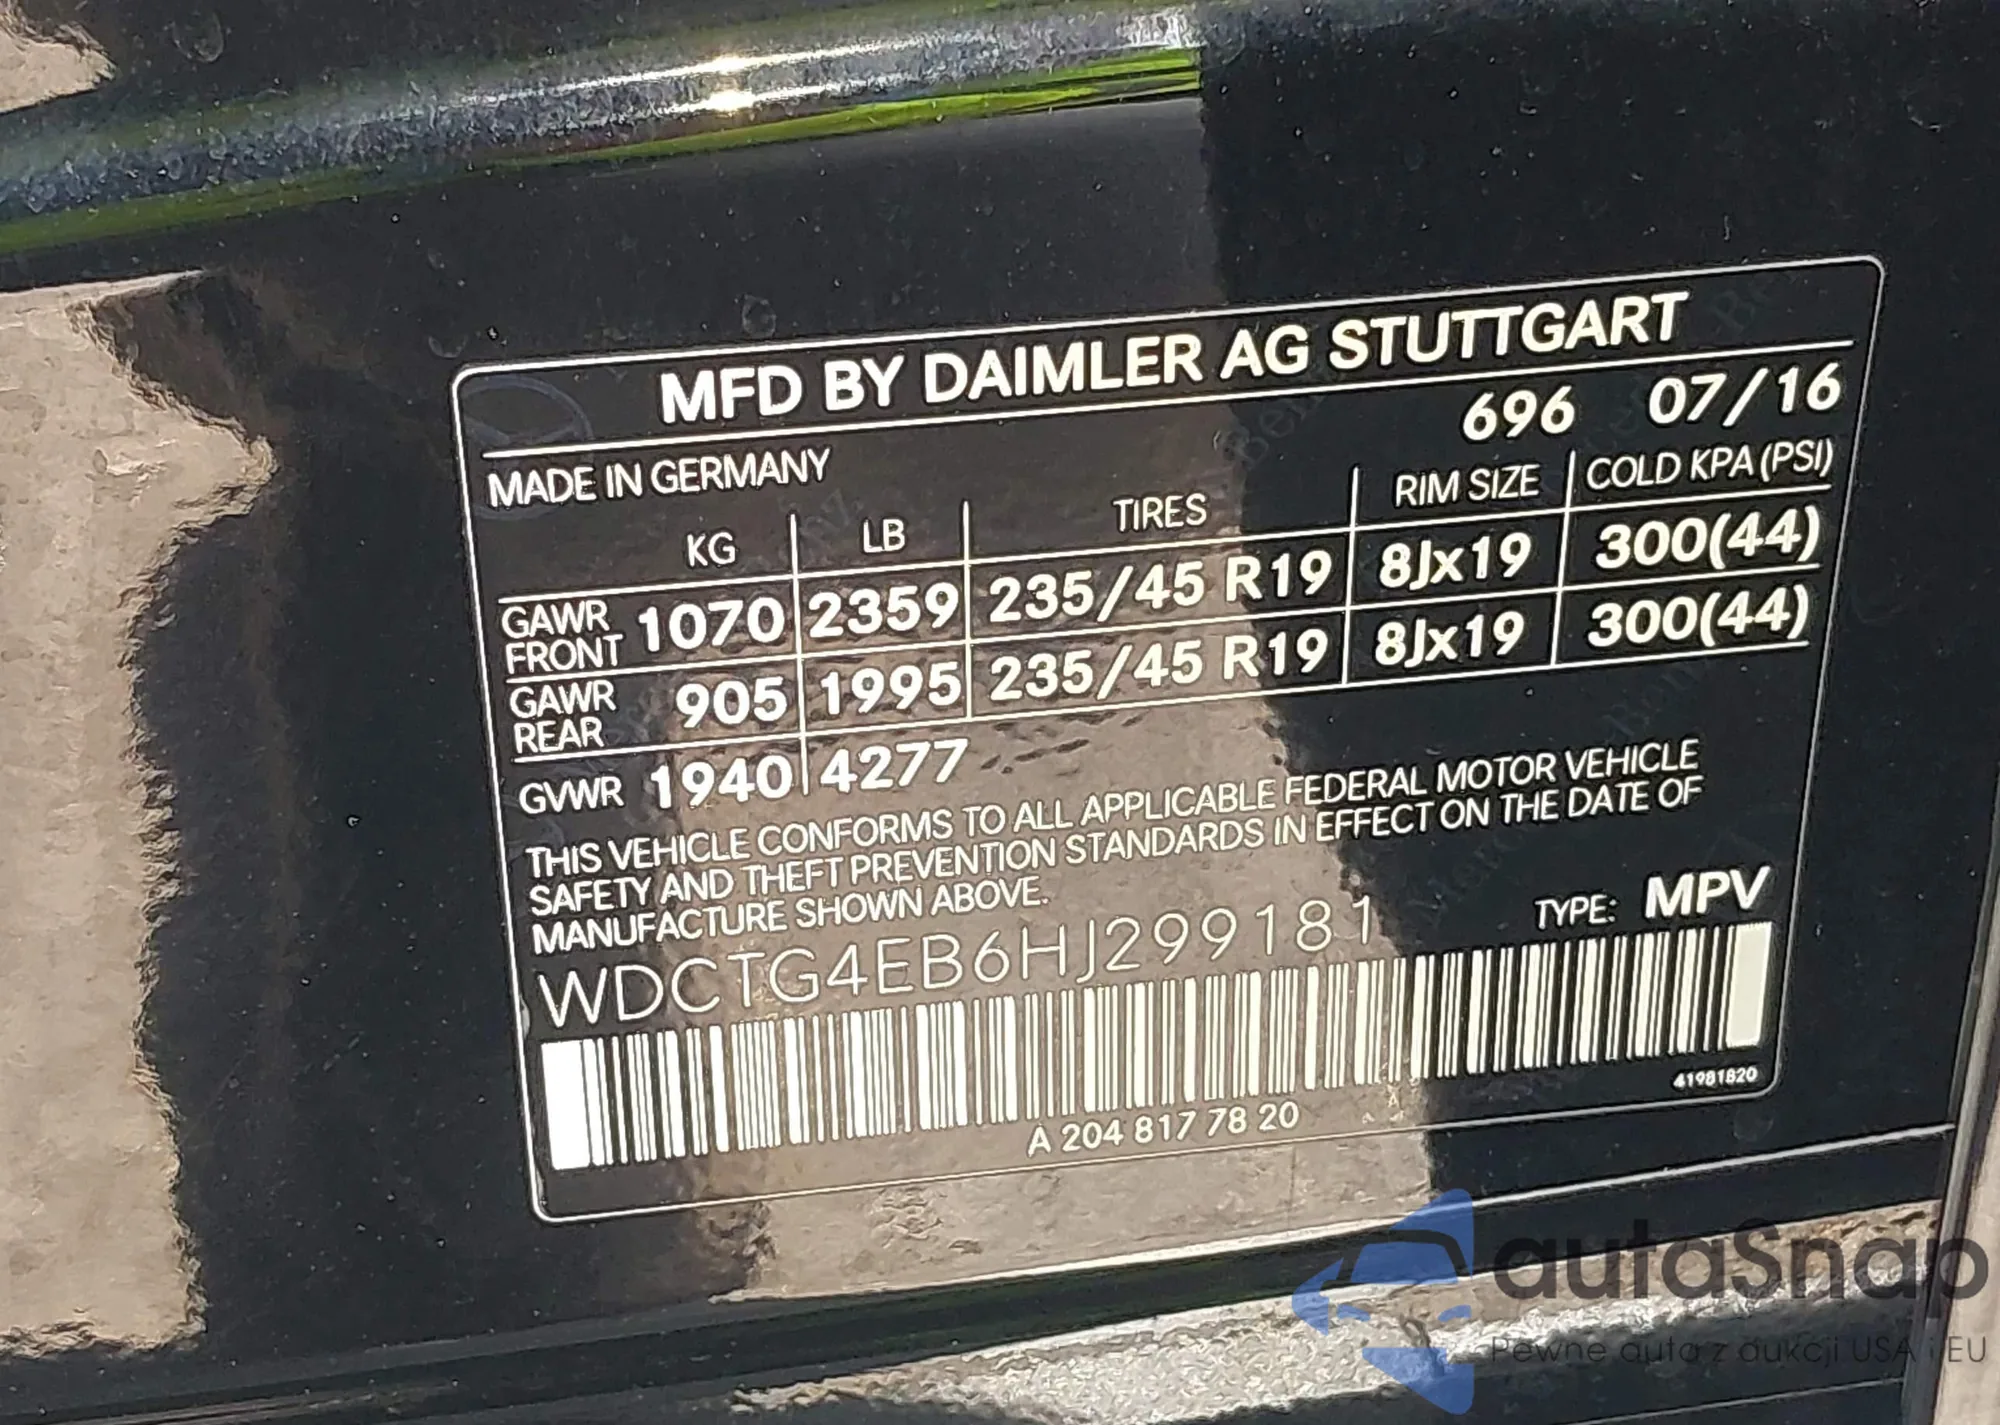 MFD BY DAIMLER AG STUTTGART
696 07/16
MADE IN GERMANY
KG LB TIRES RIM SIZE COLD KPA (PSI)
GAWR FRONT 1070 2359 235/45 R19 8Jx19 300(44)
GAWR REAR 905 1995 235/45 R19 8Jx19 300(44)
GVWR 1940 4277
THIS VEHICLE CONFORMS TO ALL APPLICABLE FEDERAL MOTOR VEHICLE
SAFETY AND THEFT PREVENTION STANDARDS IN EFFECT ON THE DATE OF
MANUFACTURE SHOWN ABOVE.
TYPE: MPV
WDCTG4EB6HJ299181
41981820
A 204 817 78 20
autaSnap
Pewne auta z aukcji USA i EU